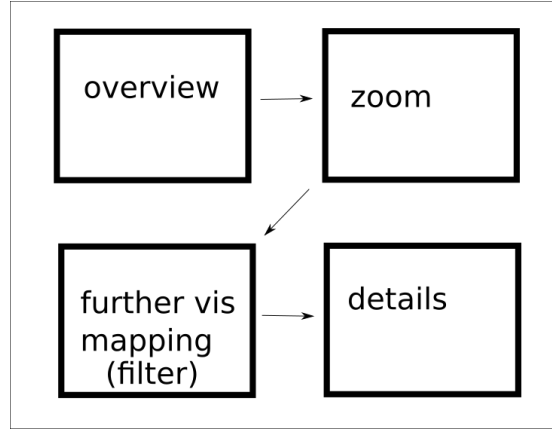 overview
zoom
further vis
mapping
(filter)
details